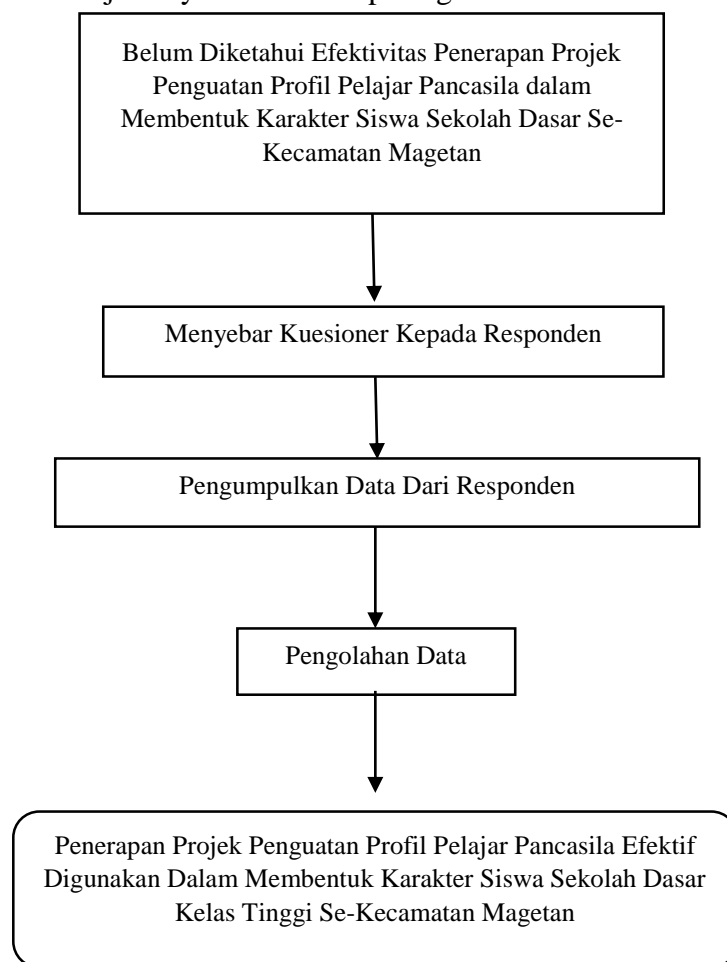 Belum Diketahui Efektivitas Penerapan Projek
Penguatan Profil Pelajar Pancasila dalam
Membentuk Karakter Siswa Sekolah Dasar Se-
Kecamatan Magetan
Menyebar Kuesioner Kepada Responden
Pengumpulkan Data Dari Responden
Pengolahan Data
Penerapan Projek Penguatan Profil Pelajar Pancasila Efektif
Digunakan Dalam Membentuk Karakter Siswa Sekolah Dasar
Kelas Tinggi Se-Kecamatan Magetan